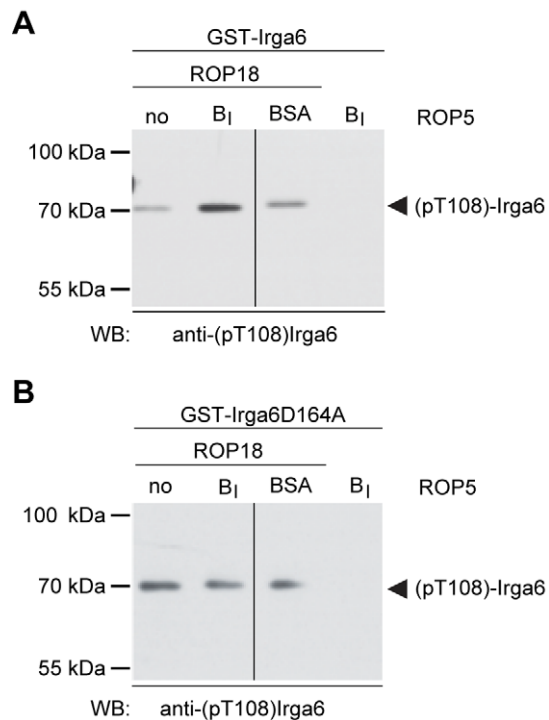 A
GST-Irga6
ROP18
no BI BSA BI ROP5
100 kDa
70 kDa
(pT108)-Irga6
55 kDa
WB: anti-(pT108)Irga6
B
GST-Irga6D164A
ROP18
no BI BSA BI ROP5
100 kDa
70 kDa
(pT108)-Irga6
55 kDa
WB: anti-(pT108)Irga6